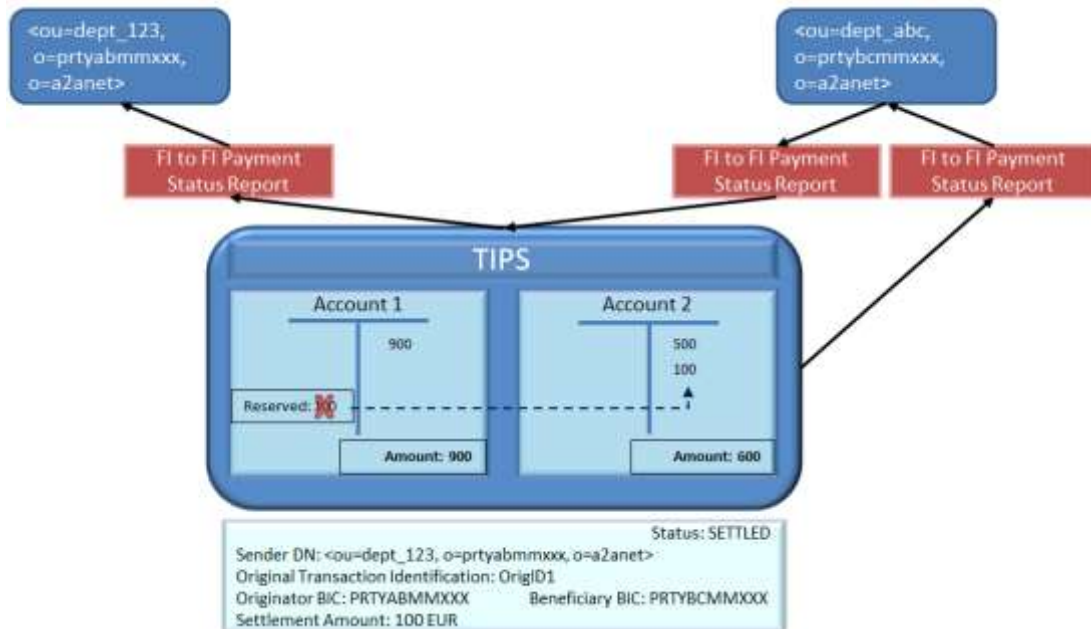 <ou=dept_123,
o=prtyabmmxxx,
o=a2anet>
<ou=dept_abc,
o=prtybcmmxxx,
o=a2anet>
FI to FI Payment
Status Report
FI to FI Payment
Status Report
FI to FI Payment
Status Report
TIPS
Account 1
900
Reserved:
Amount: 900
Account 2
500
100
Amount: 600
Status: SETTLED
Sender DN: <ou=dept_123, o=prtyabmmxxx, o=a2anet>
Original Transaction Identification: OrigID1
Originator BIC: PRTYABMMXXX Beneficiary BIC: PRTYBCMMXXX
Settlement Amount: 100 EUR